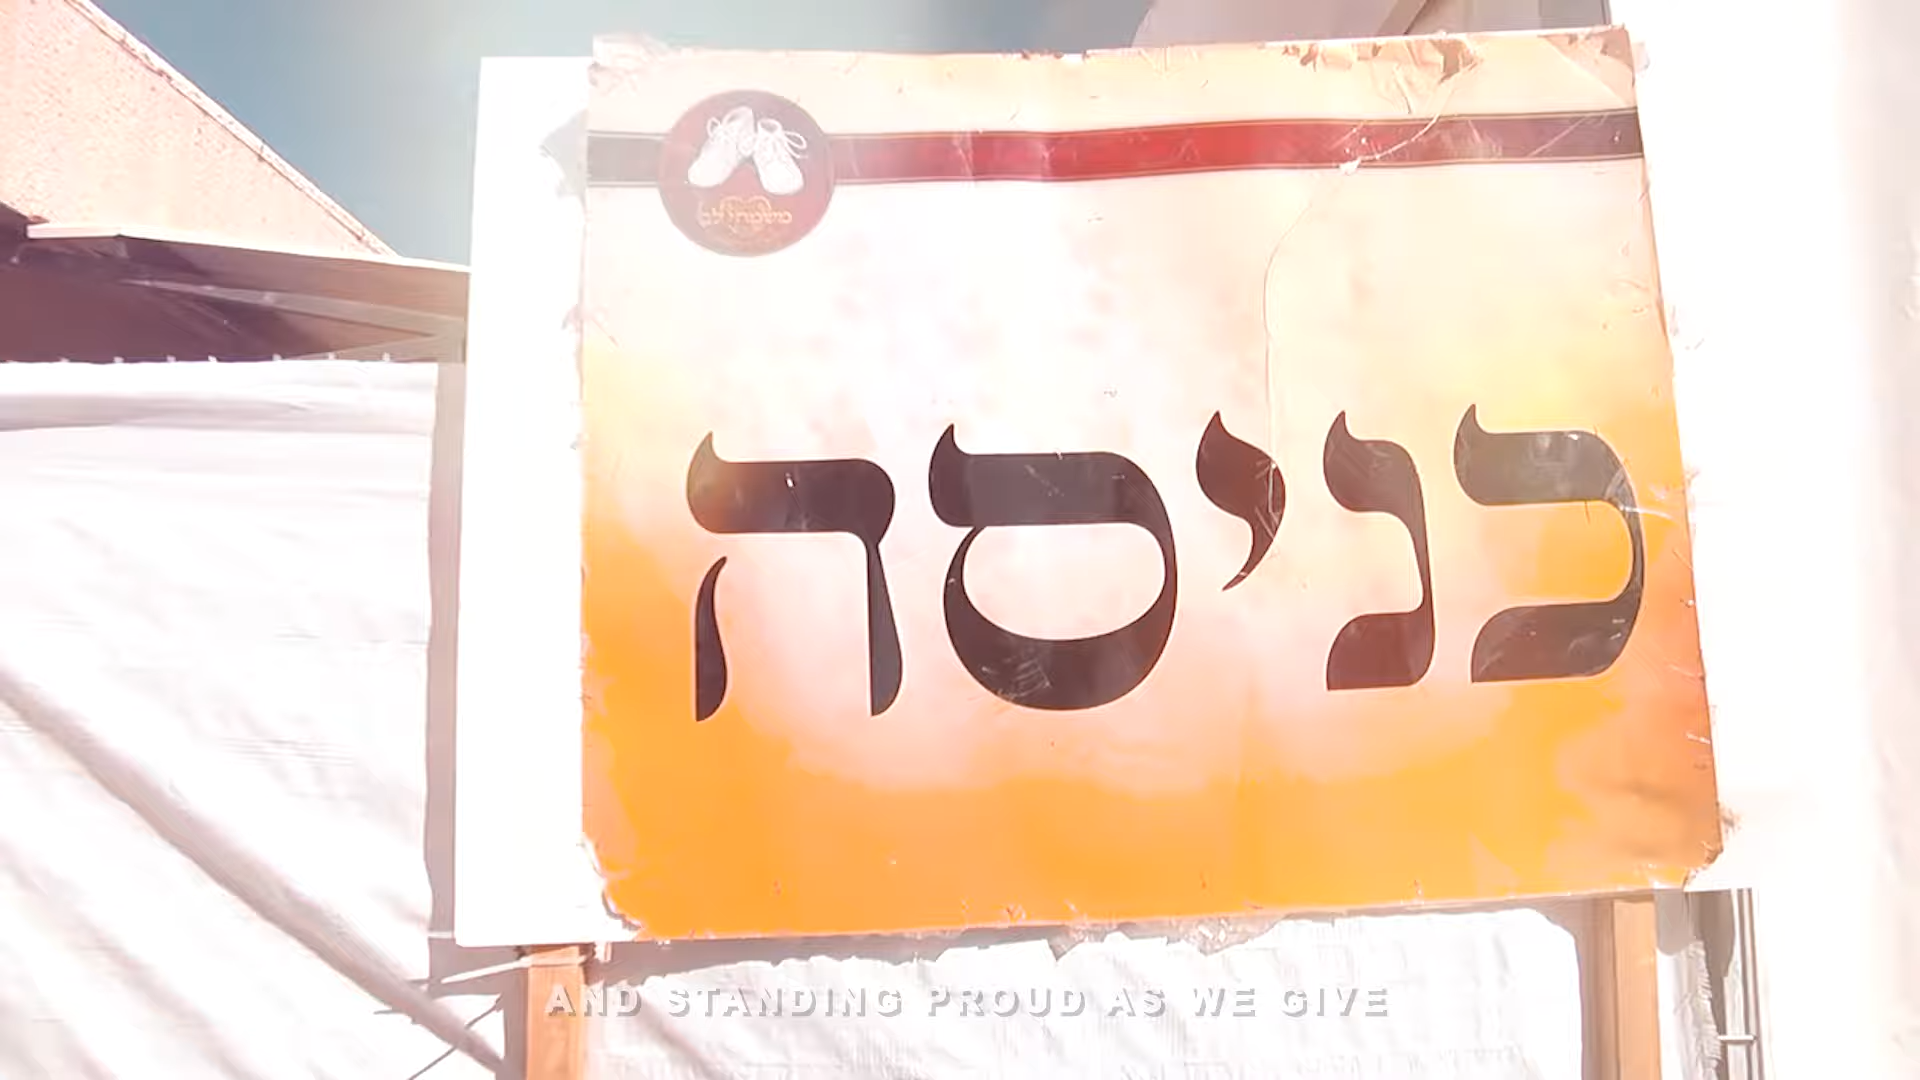 כניסה
AND STANDING PROUD AS WE GIVE